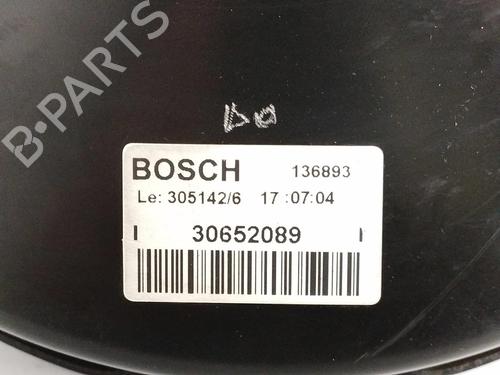 B-PARTS
BOSCH 136893
Le: 305142/6 17 :07:04
30652089